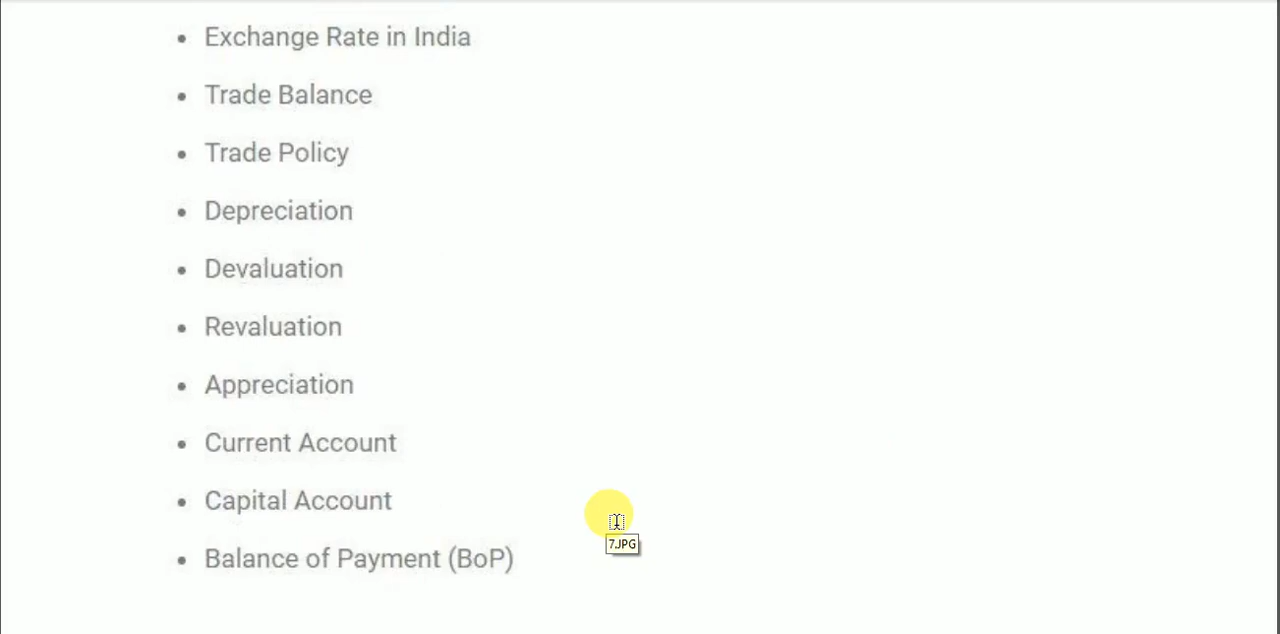 Exchange Rate in India
Trade Balance
Trade Policy
Depreciation
Devaluation
Revaluation
Appreciation
Current Account
Capital Account
Balance of Payment (BoP)
7.JPG